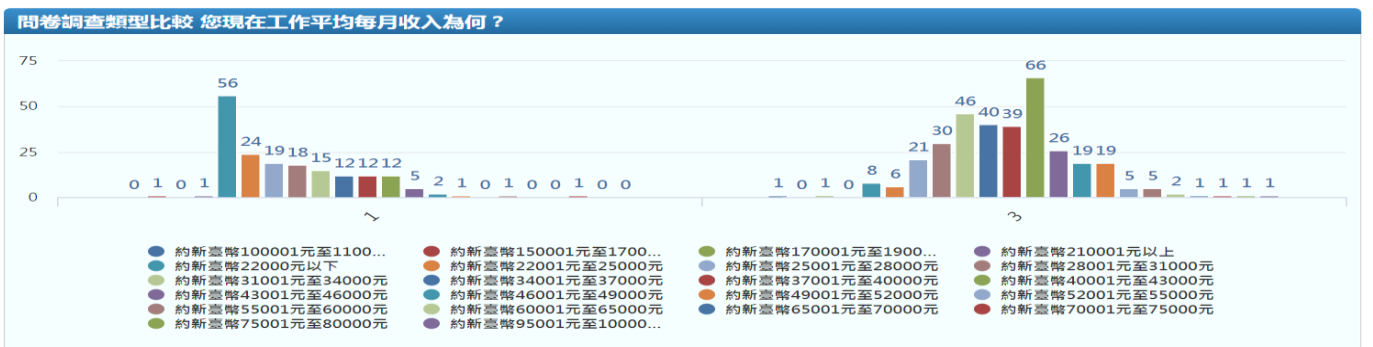 問卷調查類型比較 您現在工作平均每月收入為何？
75
50
25
0
0 1 0 1 56 24 19 18 15 12 12 12 5 2 1 0 1 0 0 1 0 0
1 0 1 0 8 6 21 30 46 40 39 66 26 19 19 5 5 2 1 1 1 1
1 3
約新臺幣100001元至1100... 約新臺幣150001元至1700... 約新臺幣170001元至1900... 約新臺幣210001元以上
約新臺幣22000元以下 約新臺幣22001元至25000元 約新臺幣25001元至28000元 約新臺幣28001元至31000元
約新臺幣31001元至34000元 約新臺幣34001元至37000元 約新臺幣37001元至40000元 約新臺幣40001元至43000元
約新臺幣43001元至46000元 約新臺幣46001元至49000元 約新臺幣49001元至52000元 約新臺幣52001元至55000元
約新臺幣55001元至60000元 約新臺幣60001元至65000元 約新臺幣65001元至70000元 約新臺幣70001元至75000元
約新臺幣75001元至80000元 約新臺幣95001元至10000...